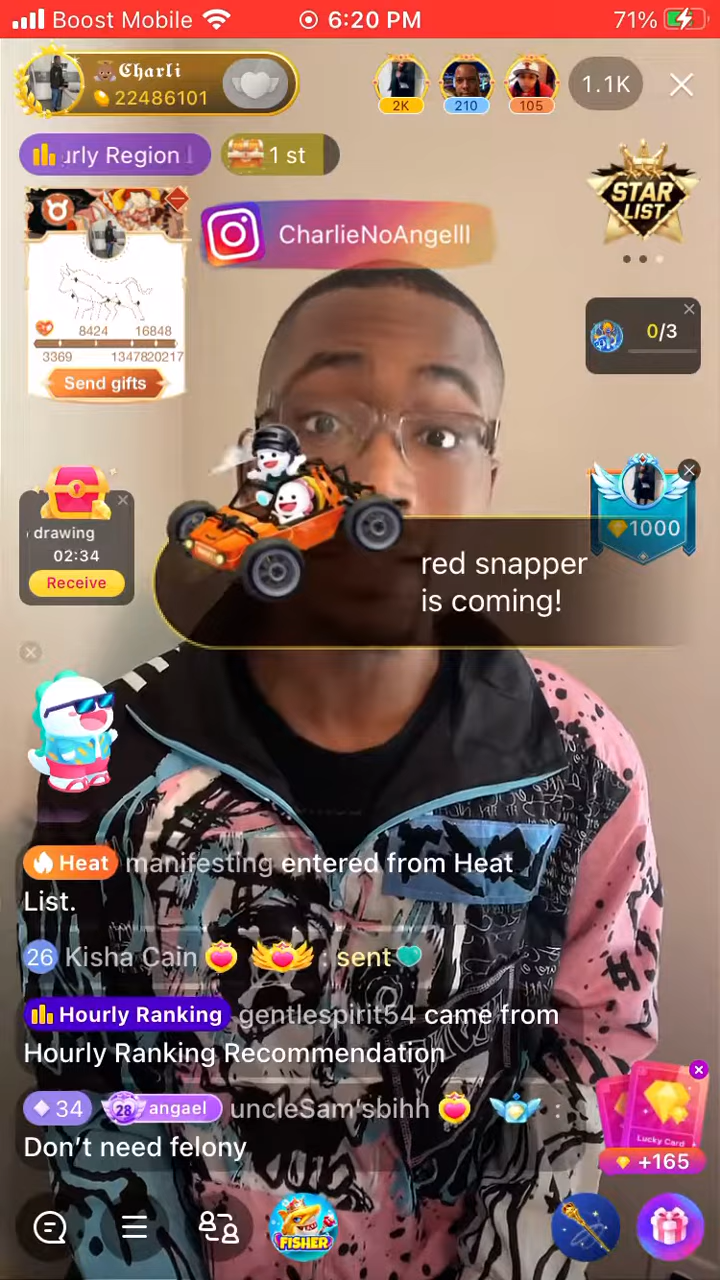 Boost Mobile
6:20 PM
71%
Charli
22486101
2K
210
105
1.1K
urly Region
1 st
STAR
LIST
CharlieNoAngelll
8424
16848
3369
13478
20217
Send gifts
0/3
drawing
02:34
Receive
1000
red snapper
is coming!
Heat manifesting entered from Heat
List.
26 Kisha Cain : sent
Hourly Ranking gentlespirit54 came from
Hourly Ranking Recommendation
34 28 angael uncleSam'sbihh :
Don't need felony
Lucky Card
+165
FISHER